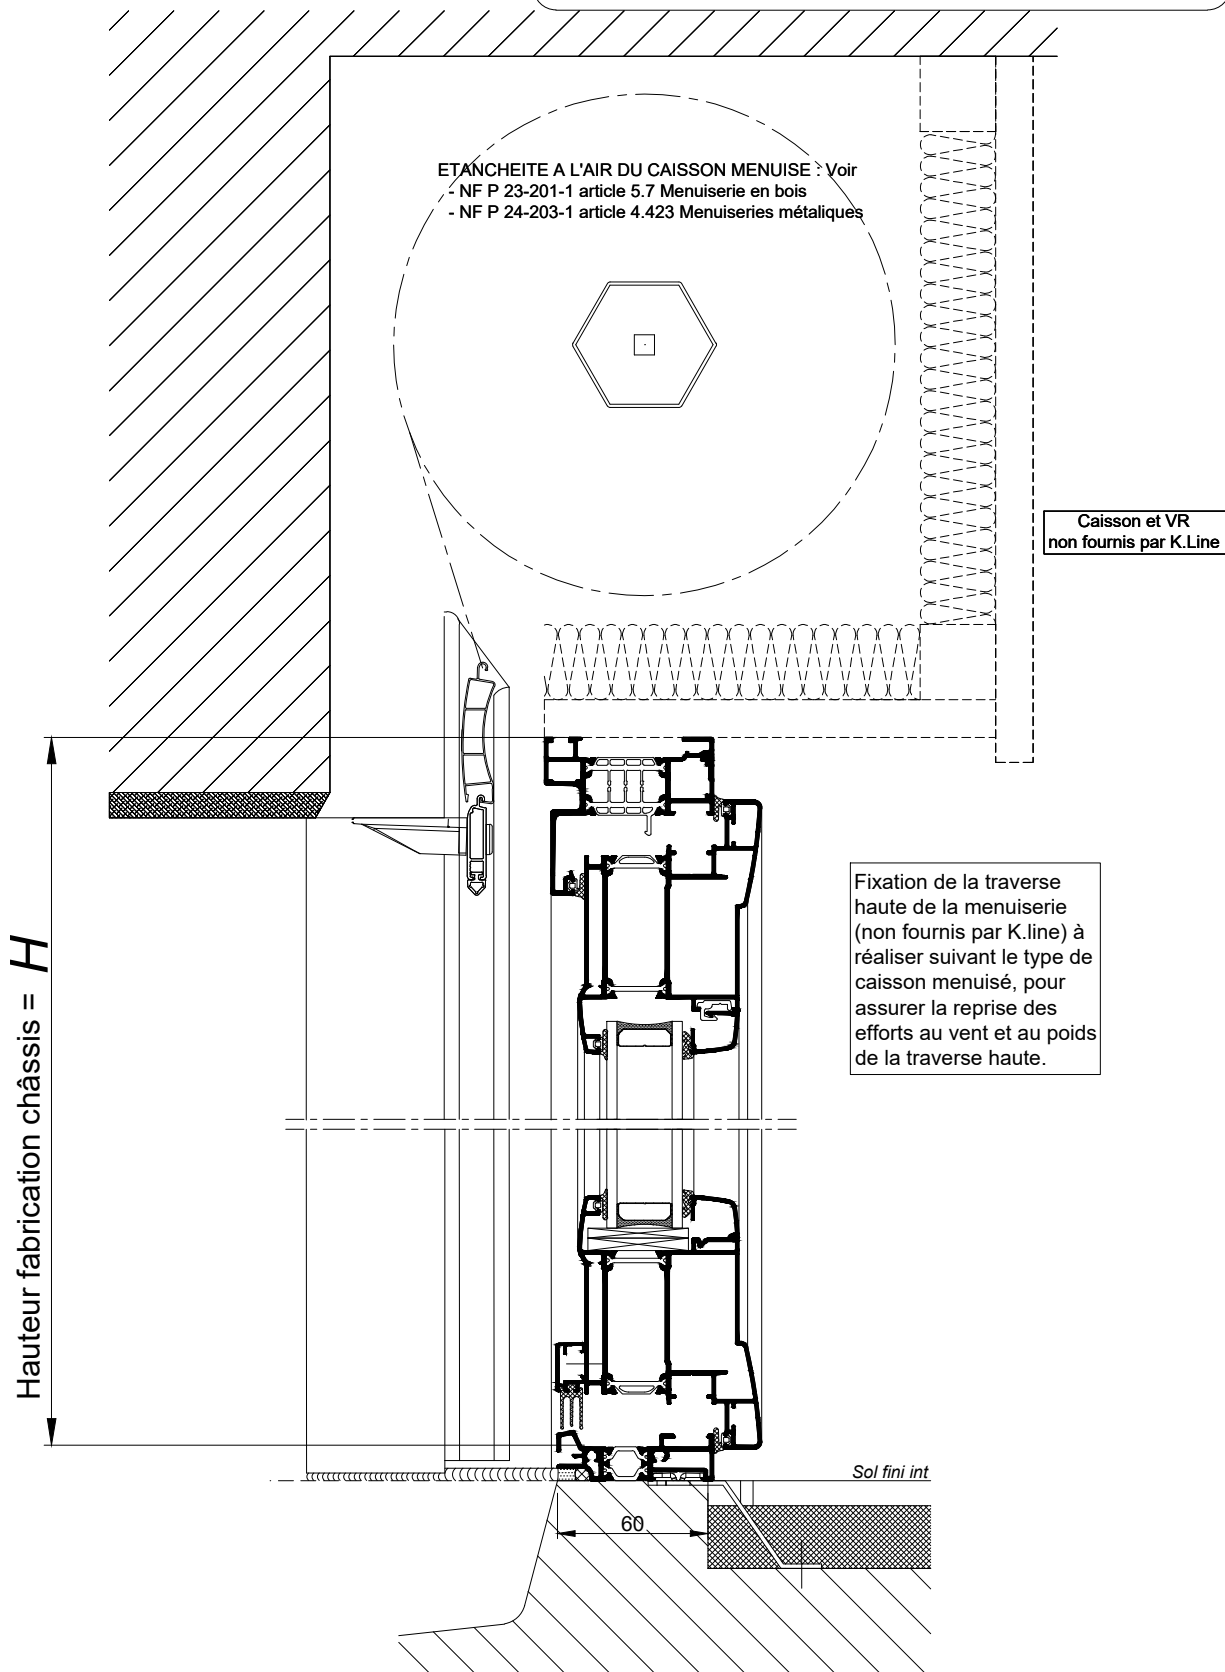 ETANCHEITE A L'AIR DU CAISSON MENUISE : Voir
- NF P 23-201-1 article 5.7 Menuiserie en bois
- NF P 24-203-1 article 4.423 Menuiseries métaliques
Caisson et VR
non fournis par K.Line
Fixation de la traverse
haute de la menuiserie
(non fournis par K.line) à
réaliser suivant le type de
caisson menuisé, pour
assurer la reprise des
efforts au vent et au poids
de la traverse haute.
Hauteur fabrication châssis = H
Sol fini int
60